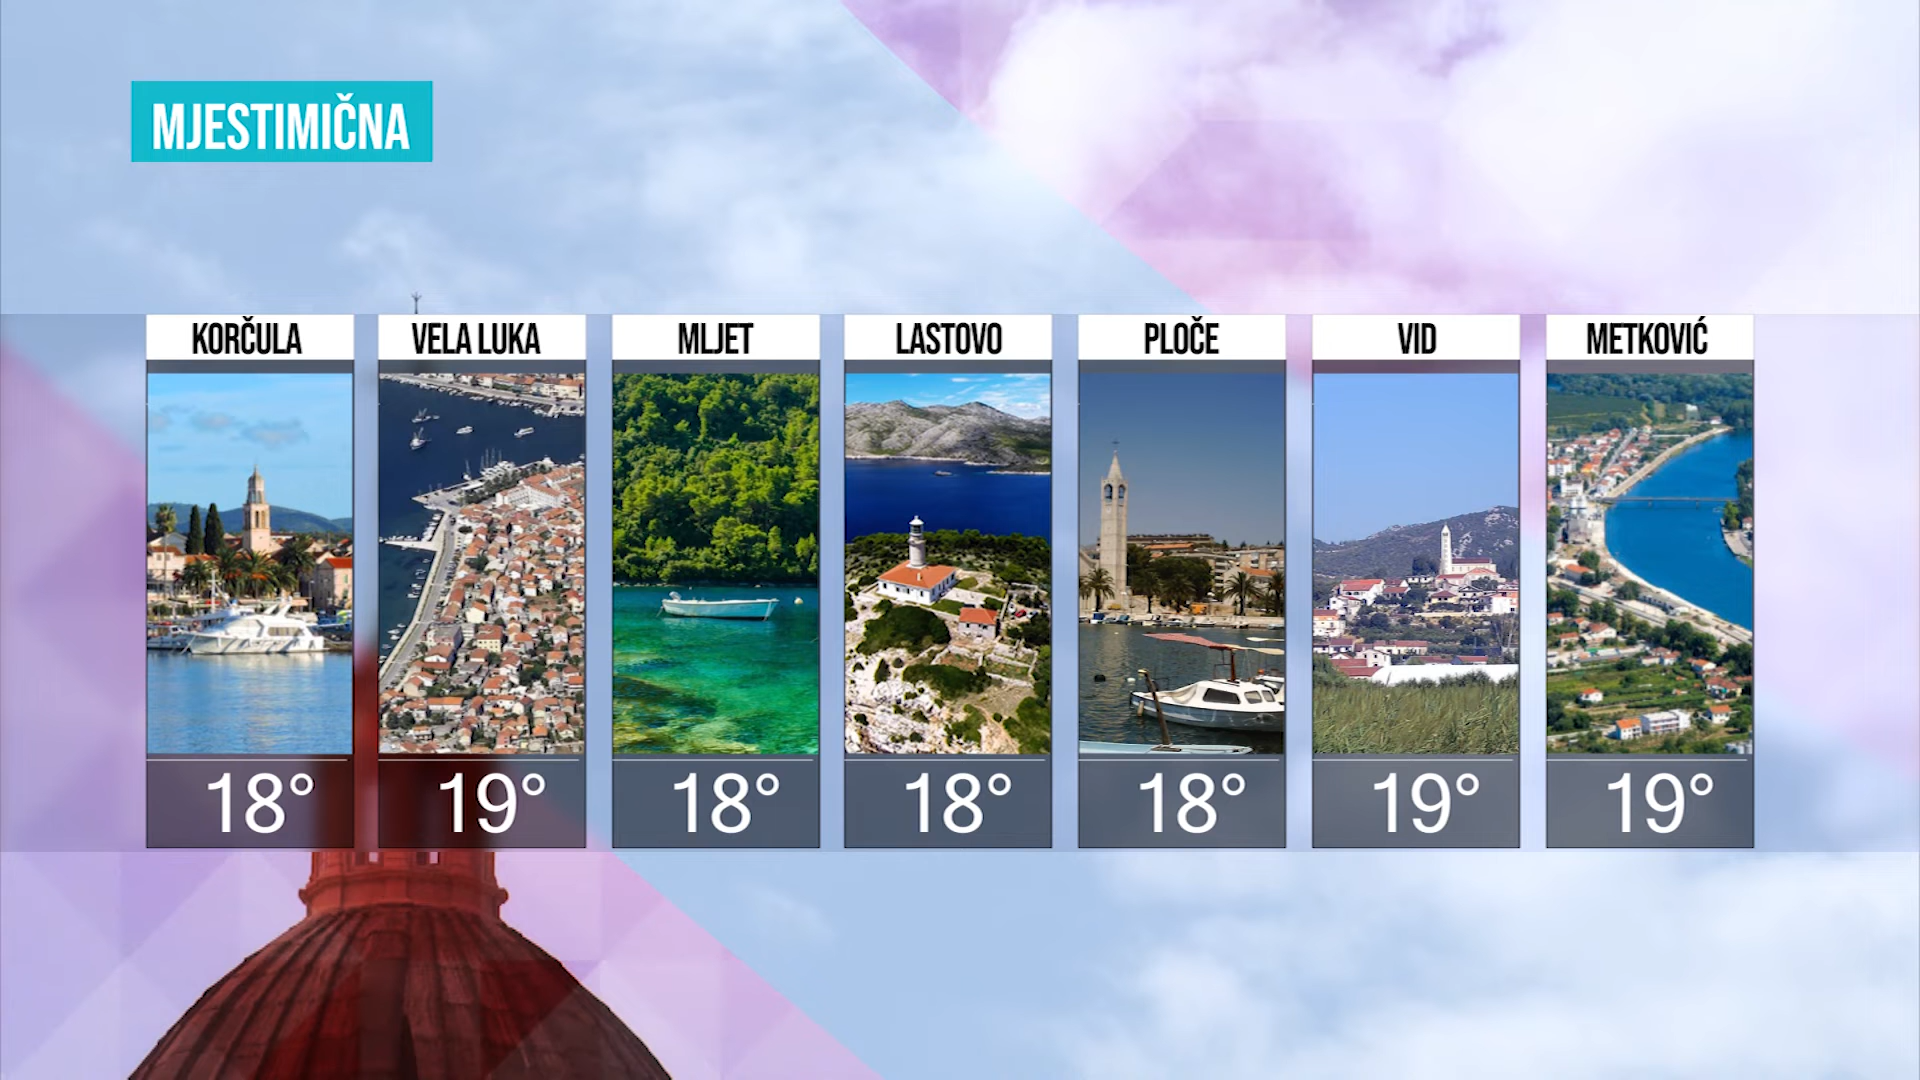 MJESTIMIČNA
KORČULA
VELA LUKA
MLJET
LASTOVO
PLOČE
VID
METKOVIĆ
18°
19°
18°
18°
18°
19°
19°